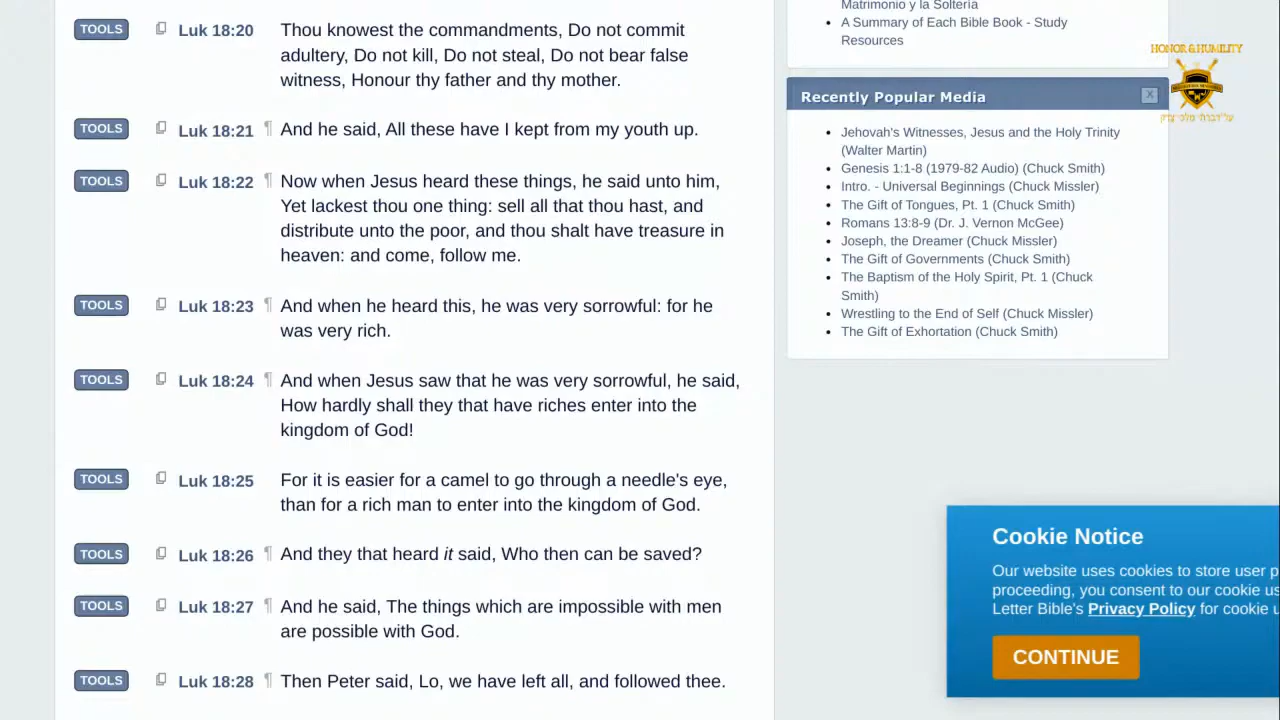 TOOLS Luk 18:20 Thou knowest the commandments, Do not commit
adultery, Do not kill, Do not steal, Do not bear false
witness, Honour thy father and thy mother.
TOOLS Luk 18:21 ¶ And he said, All these have I kept from my youth up.
TOOLS Luk 18:22 ¶ Now when Jesus heard these things, he said unto him,
Yet lackest thou one thing: sell all that thou hast, and
distribute unto the poor, and thou shalt have treasure in
heaven: and come, follow me.
TOOLS Luk 18:23 ¶ And when he heard this, he was very sorrowful: for he
was very rich.
TOOLS Luk 18:24 ¶ And when Jesus saw that he was very sorrowful, he said,
How hardly shall they that have riches enter into the
kingdom of God!
TOOLS Luk 18:25 For it is easier for a camel to go through a needle's eye,
than for a rich man to enter into the kingdom of God.
TOOLS Luk 18:26 ¶ And they that heard it said, Who then can be saved?
TOOLS Luk 18:27 ¶ And he said, The things which are impossible with men
are possible with God.
TOOLS Luk 18:28 ¶ Then Peter said, Lo, we have left all, and followed thee.
Matrimonio y la Soltería
A Summary of Each Bible Book - Study
Resources
HONOR & HUMILITY
Recently Popular Media X
Jehovah's Witnesses, Jesus and the Holy Trinity
(Walter Martin)
Genesis 1:1-8 (1979-82 Audio) (Chuck Smith)
Intro. - Universal Beginnings (Chuck Missler)
The Gift of Tongues, Pt. 1 (Chuck Smith)
Romans 13:8-9 (Dr. J. Vernon McGee)
Joseph, the Dreamer (Chuck Missler)
The Gift of Governments (Chuck Smith)
The Baptism of the Holy Spirit, Pt. 1 (Chuck
Smith)
Wrestling to the End of Self (Chuck Missler)
The Gift of Exhortation (Chuck Smith)
Cookie Notice
Our website uses cookies to store user p
proceeding, you consent to our cookie us
Letter Bible's Privacy Policy for cookie u
CONTINUE